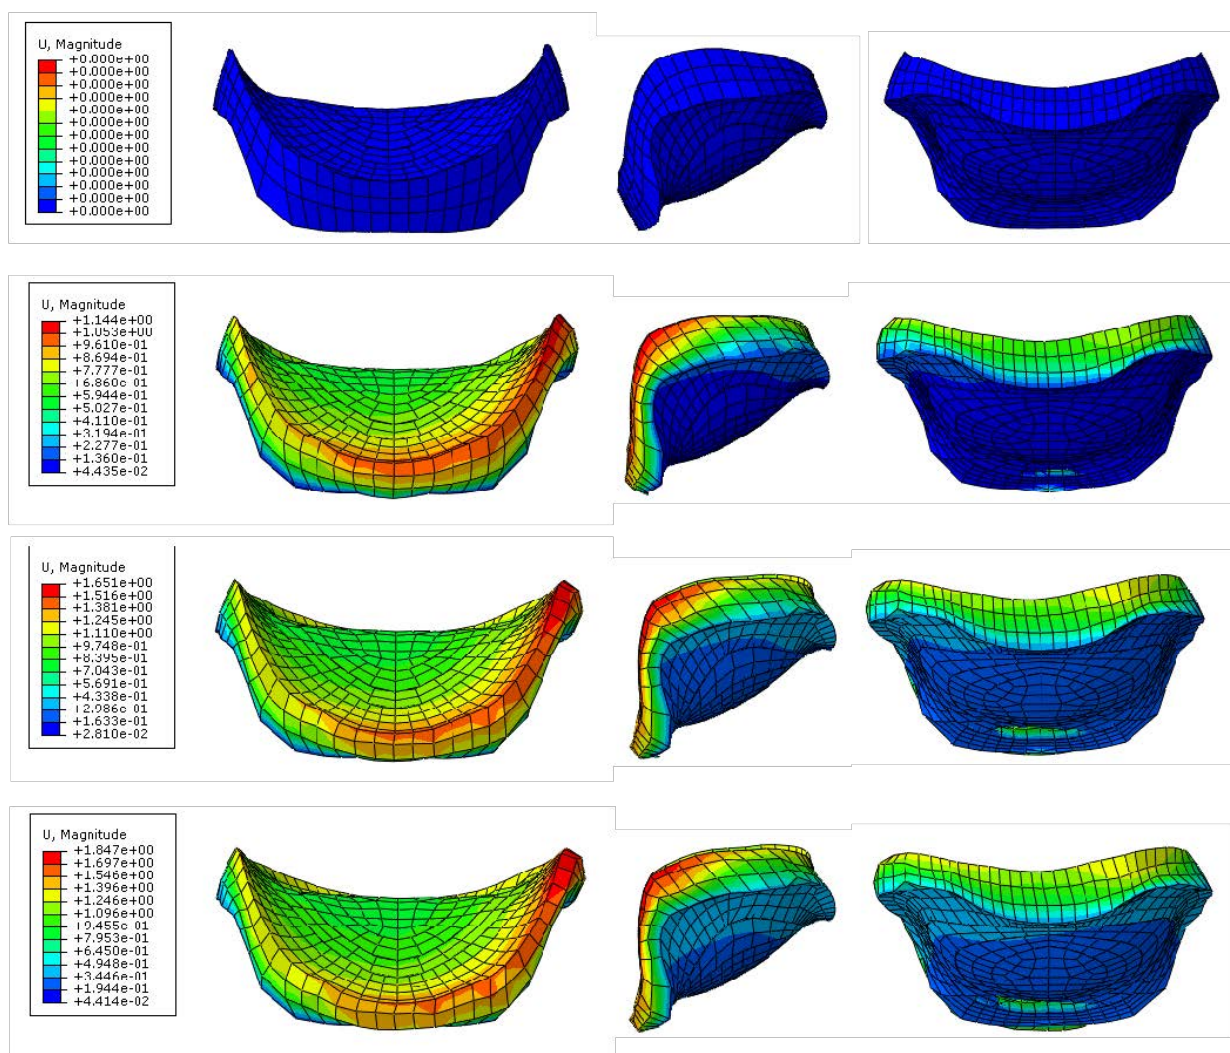 U, Magnitude
+0.000e+00
+0.000e+00
+0.000e+00
+0.000e+00
+0.000e+00
+0.000e+00
+0.000e+00
+0.000e+00
+0.000e+00
+0.000e+00
+0.000e+00
+0.000e+00
+0.000e+00
U, Magnitude
+1.144e+00
+1.053e+00
+9.610e-01
+8.694e-01
+7.777e-01
+6.860e-01
+5.944e-01
+5.027e-01
+4.110e-01
+3.194e-01
+2.277e-01
+1.360e-01
+4.435e-02
U, Magnitude
+1.651e+00
+1.516e+00
+1.381e+00
+1.245e+00
+1.110e+00
+9.748e-01
+8.395e-01
+7.043e-01
+5.691e-01
+4.338e-01
+2.986e-01
+1.633e-01
+2.810e-02
U, Magnitude
+1.847e+00
+1.697e+00
+1.546e+00
+1.396e+00
+1.246e+00
+1.096e+00
+9.455e-01
+7.953e-01
+6.450e-01
+4.948e-01
+3.446e-01
+1.944e-01
+4.414e-02